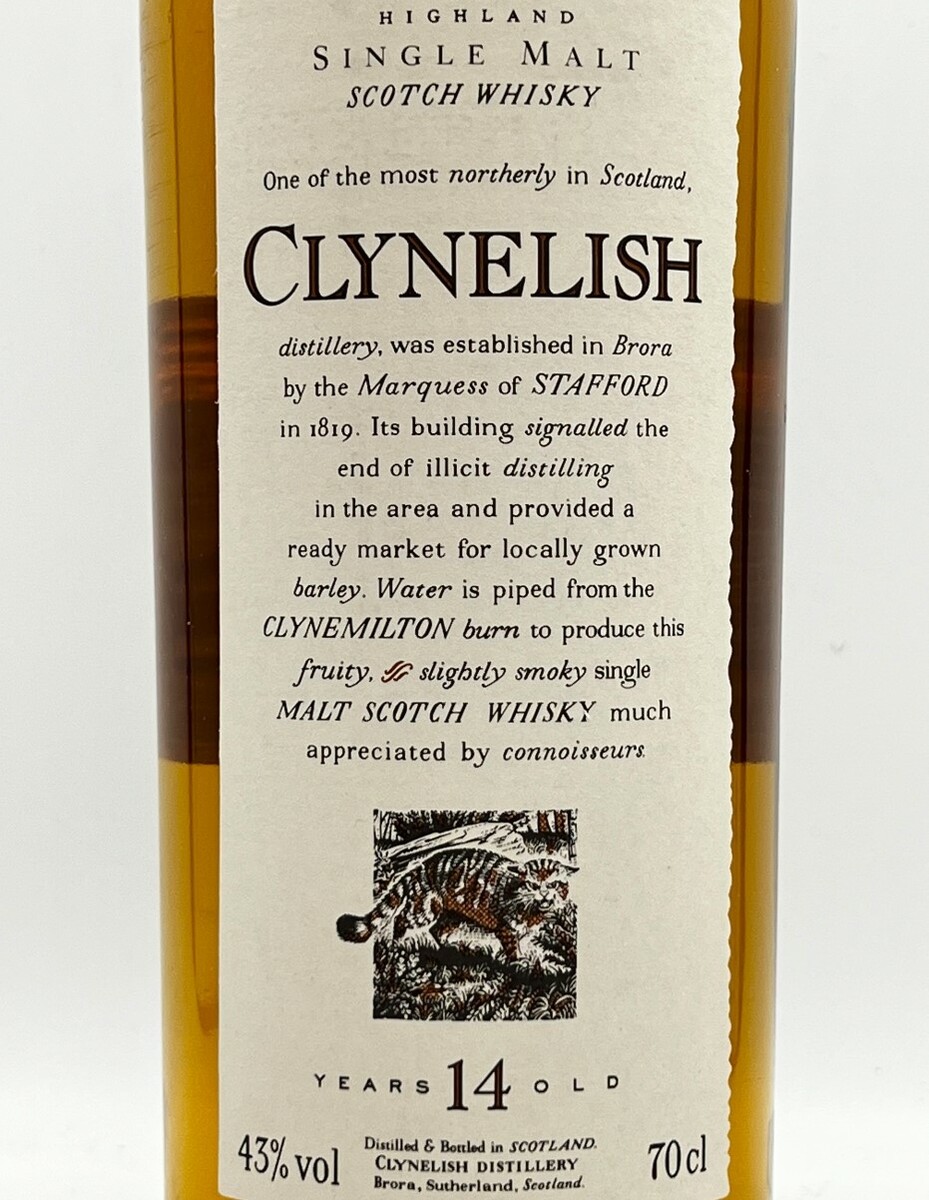 HIGHLAND
SINGLE MALT
SCOTCH WHISKY
One of the most northerly in Scotland,
CLYNELISH
distillery, was established in Brora
by the Marquess of STAFFORD
in 1819. Its building signalled the
end of illicit distilling
in the area and provided a
ready market for locally grown
barley. Water is piped from the
CLYNEMILTON burn to produce this
fruity, slightly smoky single
MALT SCOTCH WHISKY much
appreciated by connoisseurs.
YEARS 14 OLD
43% vol
Distilled & Bottled in SCOTLAND.
CLYNELISH DISTILLERY
Brora, Sutherland, Scotland.
70 cl